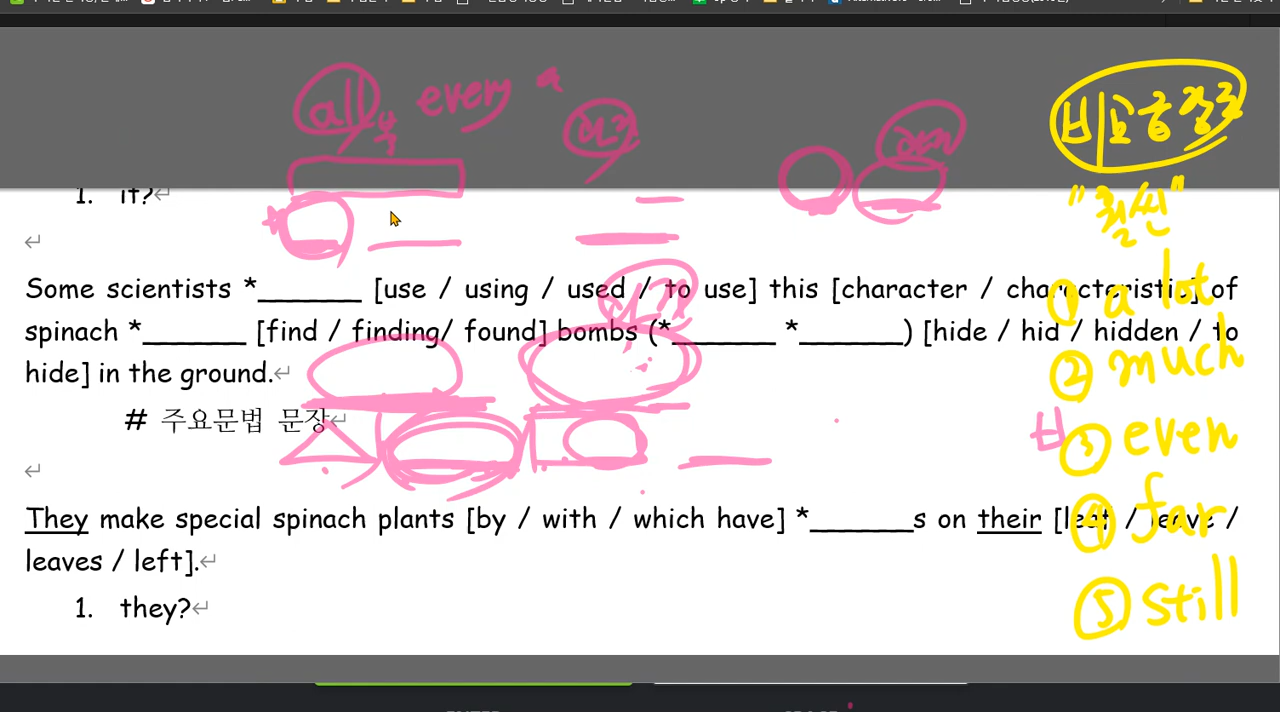 all every a
비교급 강조
"훨씬"
1. it?↵
↵
Some scientists *_______ [use / using / used / to use] this [character / characteristic] of
① a lot
spinach *_______ [find / finding/ found] bombs (*_______ *_______) [hide / hid / hidden / to
② much
hide] in the ground.↵
# 주요문법 문장↵
③ even
↵
They make special spinach plants [by / with / which have] *_______s on their [leaf / leave /
④ far
leaves / left].↵
⑤ still
1. they?↵